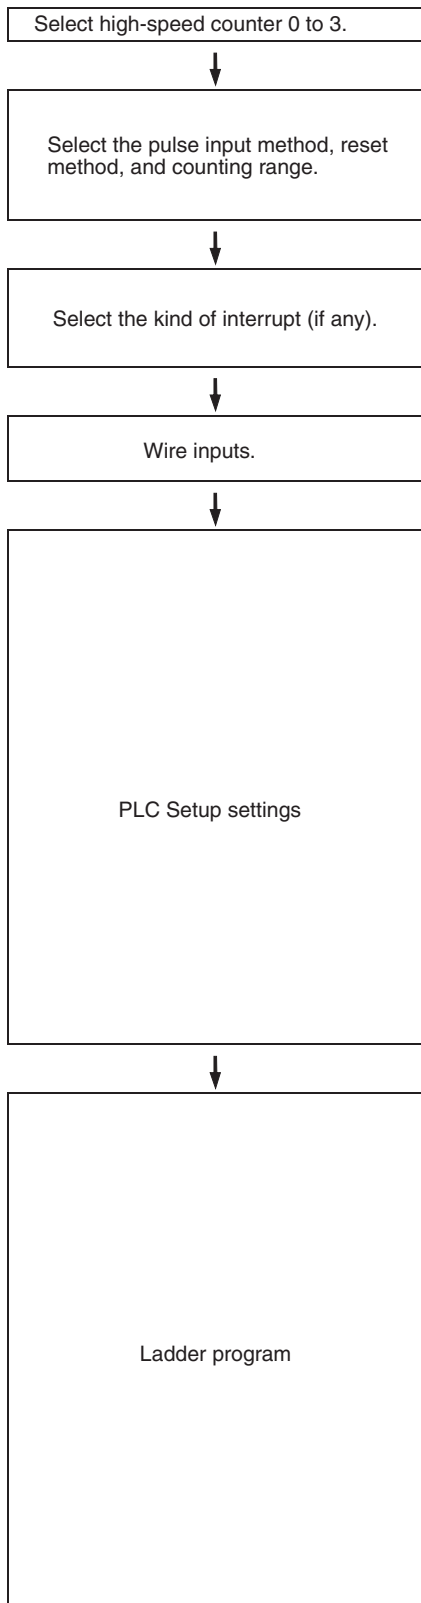 Select high-speed counter 0 to 3.
Select the pulse input method, reset
method, and counting range.
Select the kind of interrupt (if any).
Wire inputs.
PLC Setup settings
Ladder program